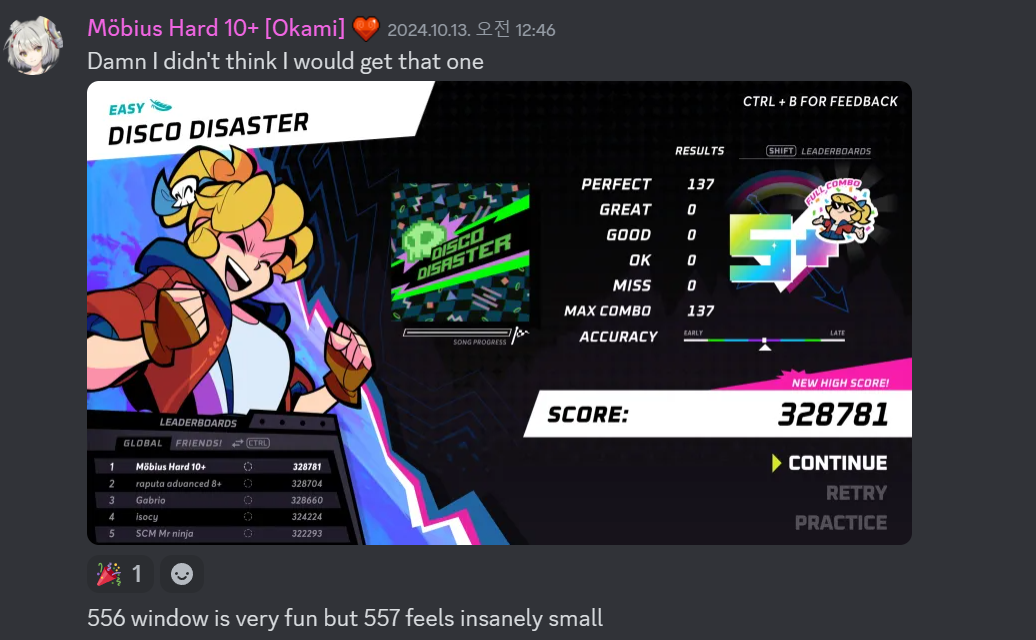 Möbius Hard 10+ [Okami] 2024.10.13. 오전 12:46
Damn I didn't think I would get that one
EASY
DISCO DISASTER
CTRL + B FOR FEEDBACK
RESULTS SHIFT LEADERBOARDS
PERFECT 137
GREAT 0
GOOD 0
OK 0
MISS 0
MAX COMBO 137
ACCURACY EARLY LATE
FULL COMBO
S+
DISCO
DISASTER
SONG PROGRESS
NEW HIGH SCORE!
SCORE: 328781
CONTINUE
RETRY
PRACTICE
LEADERBOARDS
GLOBAL FRIENDS! CTRL
1 Möbius Hard 10+ 328781
2 raputa advanced 8+ 328704
3 Gabrio 328660
4 isocy 324224
5 SCM Mr ninja 322293
1
556 window is very fun but 557 feels insanely small